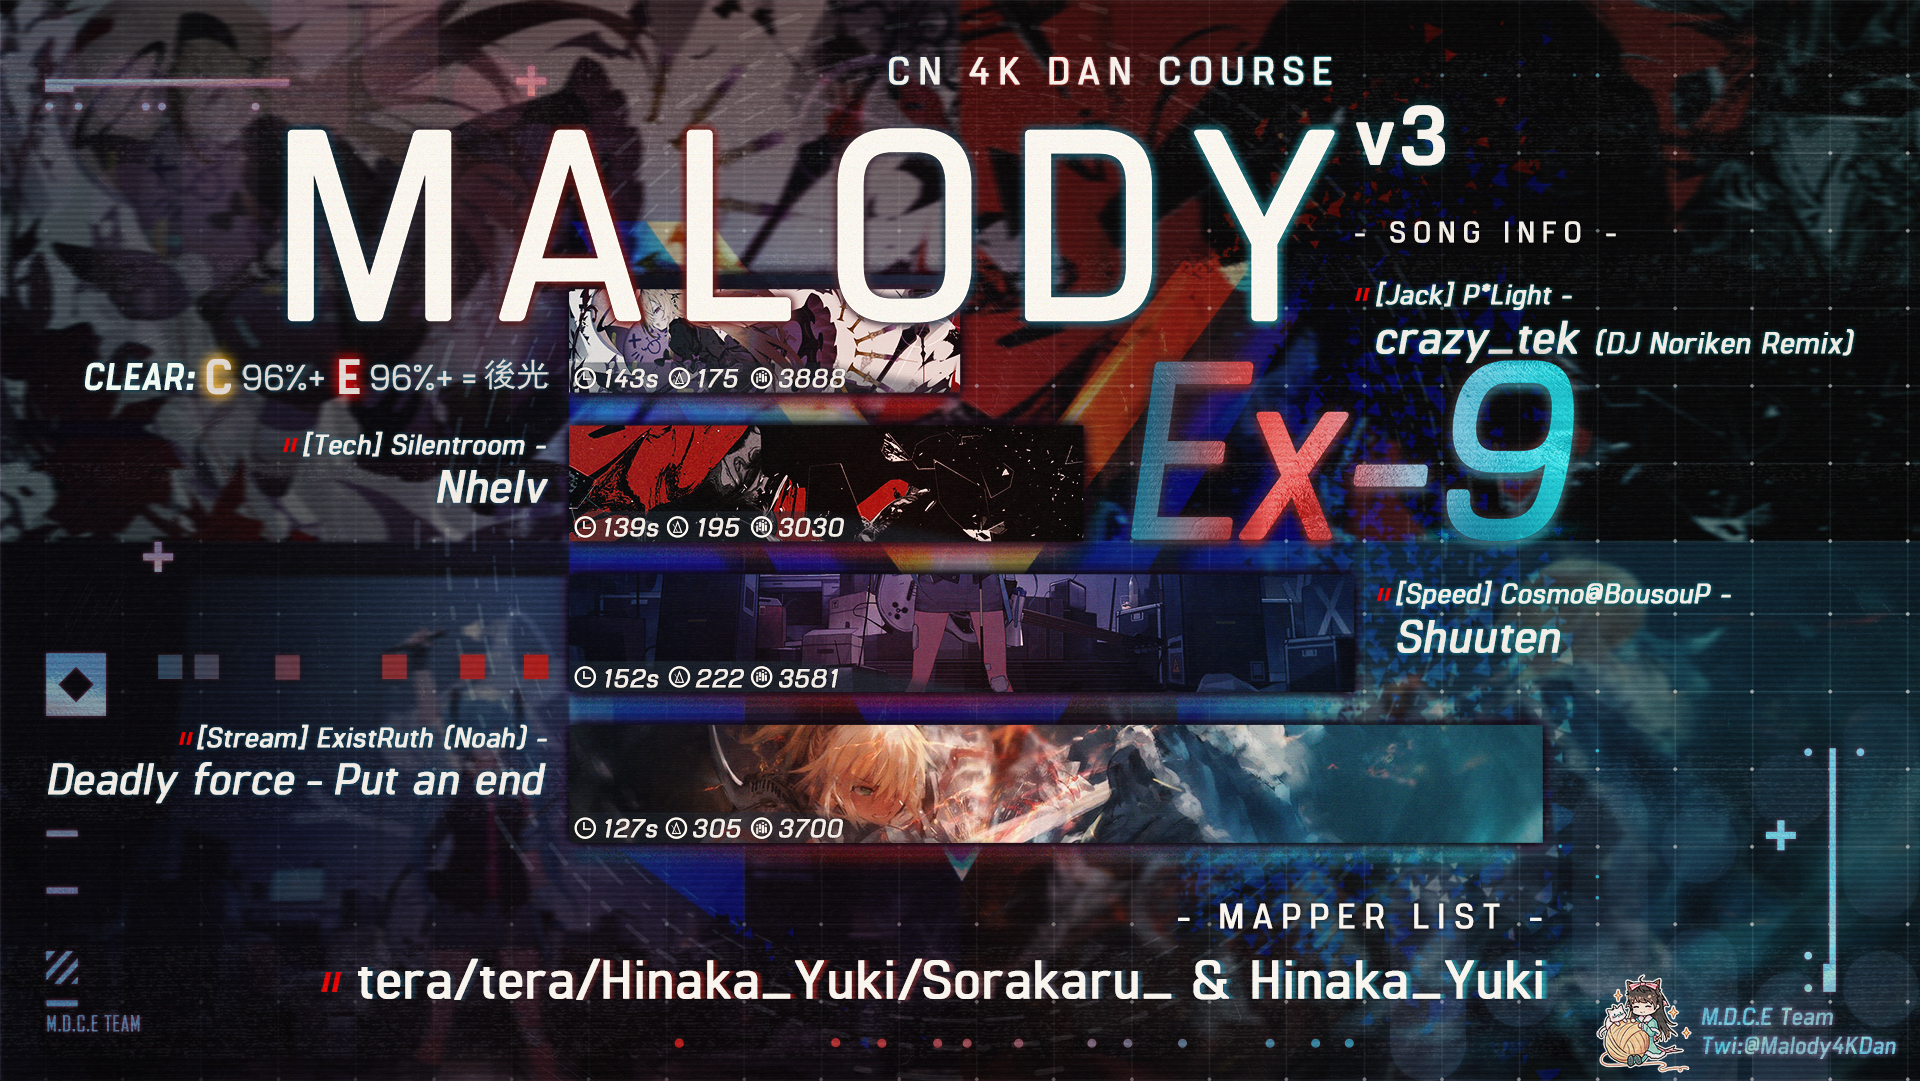 CN 4K DAN COURSE
MALODY v3
- SONG INFO -
[Jack] P*Light -
crazy_tek (DJ Noriken Remix)
CLEAR: C 96%+ E 96%+ = 後光
143s 175 3888
Ex-9
[Tech] Silentroom -
Nhelv
139s 195 3030
[Speed] Cosmo@BousouP -
Shuuten
152s 222 3581
[Stream] ExistRuth (Noah) -
Deadly force - Put an end
127s 305 3700
- MAPPER LIST -
tera/tera/Hinaka_Yuki/Sorakaru_ & Hinaka_Yuki
M.D.C.E TEAM
M.D.C.E Team
Twi:@Malody4KDan